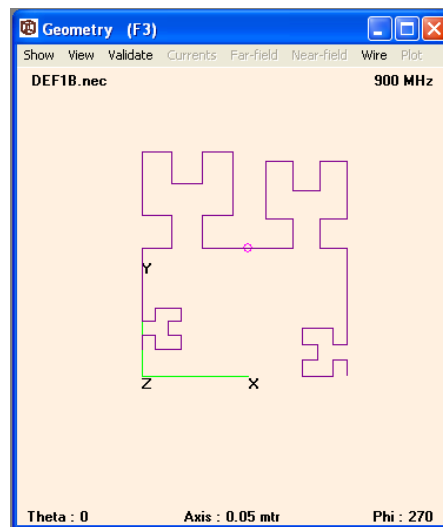 Geometry (F3)
Show View Validate Currents Far-field Near-field Wire Plot
DEF1B.nec 900 MHz
Y
Z X
Theta : 0 Axis : 0.05 mtr Phi : 270